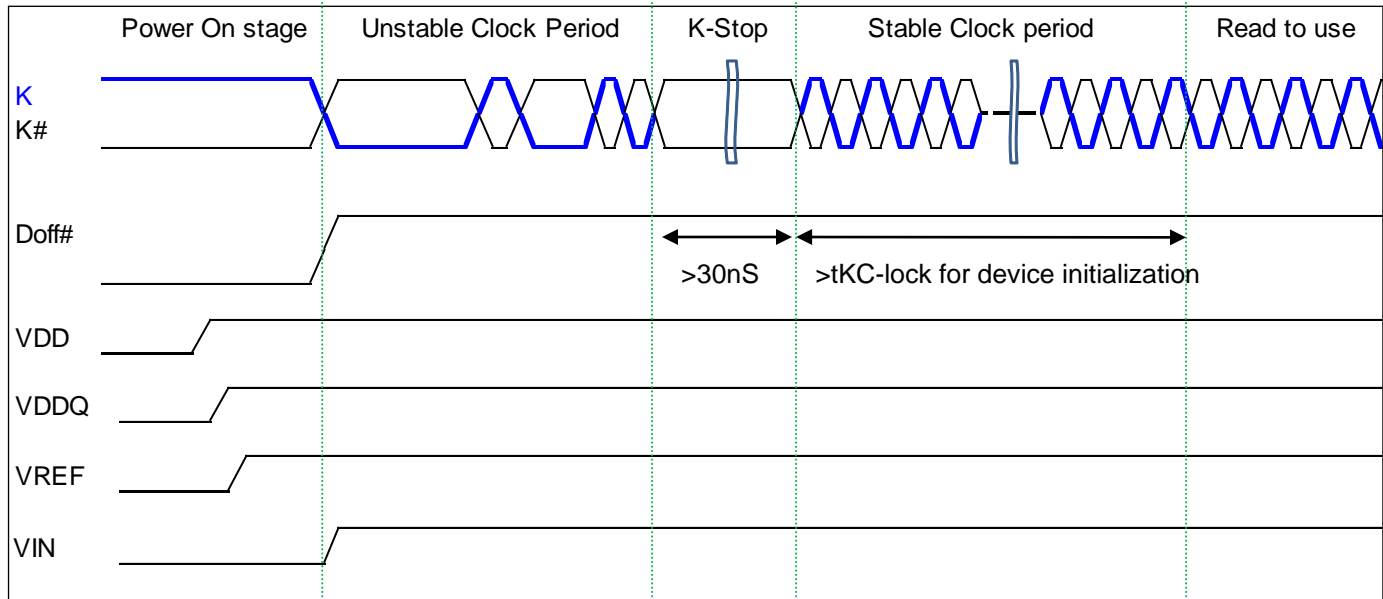 Power On stage Unstable Clock Period K-Stop Stable Clock period Read to use
K
K#
Doff#
>30nS >tKC-lock for device initialization
VDD
VDDQ
VREF
VIN